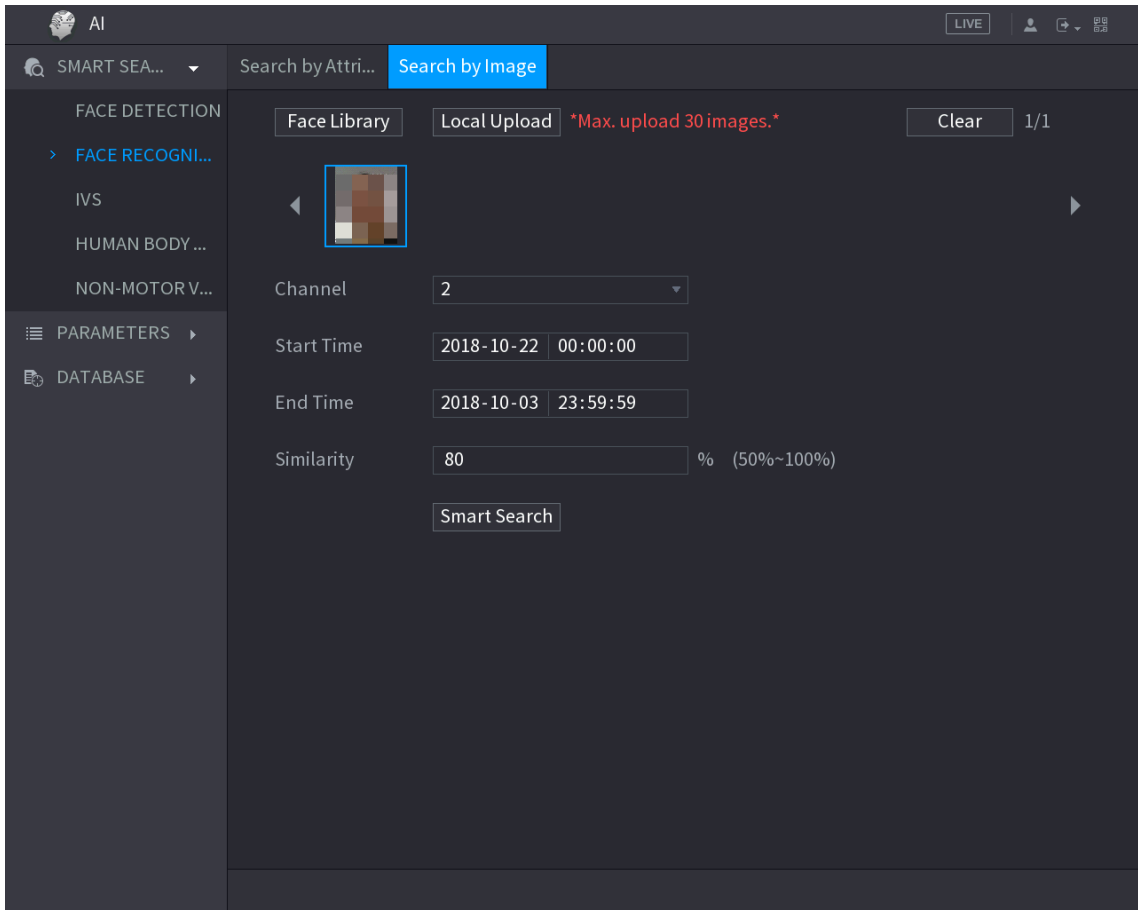 AI LIVE
SMART SEA... Search by Attri... Search by Image
FACE DETECTION
Face Library Local Upload *Max. upload 30 images.* Clear 1/1
FACE RECOGNI...
IVS
HUMAN BODY ...
NON-MOTOR V...
Channel 2
PARAMETERS
Start Time 2018-10-22 00:00:00
DATABASE
End Time 2018-10-03 23:59:59
Similarity 80 % (50%~100%)
Smart Search